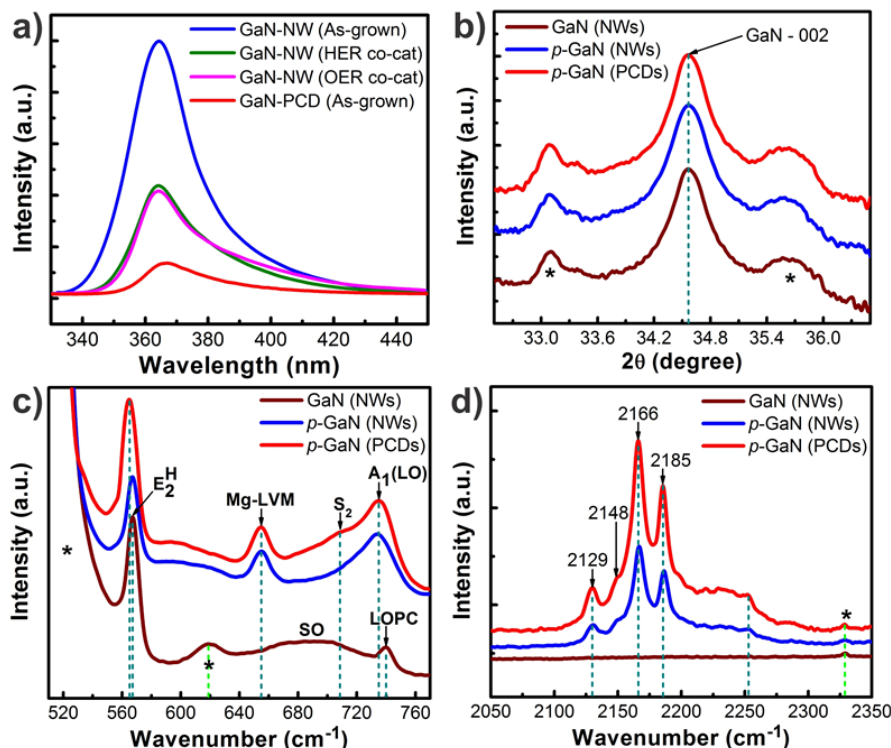 a)
GaN-NW (As-grown)
GaN-NW (HER co-cat)
GaN-NW (OER co-cat)
GaN-PCD (As-grown)
Intensity (a.u.)
340 360 380 400 420 440
Wavelength (nm)
b)
GaN (NWs)
p-GaN (NWs)
p-GaN (PCDs)
GaN - 002
* *
Intensity (a.u.)
33.0 33.6 34.2 34.8 35.4 36.0
2θ (degree)
c)
GaN (NWs)
p-GaN (NWs)
p-GaN (PCDs)
E₂ᴴ
Mg-LVM
S₂
A₁(LO)
*
SO
LOPC
*
Intensity (a.u.)
520 560 600 640 680 720 760
Wavenumber (cm⁻¹)
d)
GaN (NWs)
p-GaN (NWs)
p-GaN (PCDs)
2166
2185
2148
2129
*
Intensity (a.u.)
2050 2100 2150 2200 2250 2300 2350
Wavenumber (cm⁻¹)